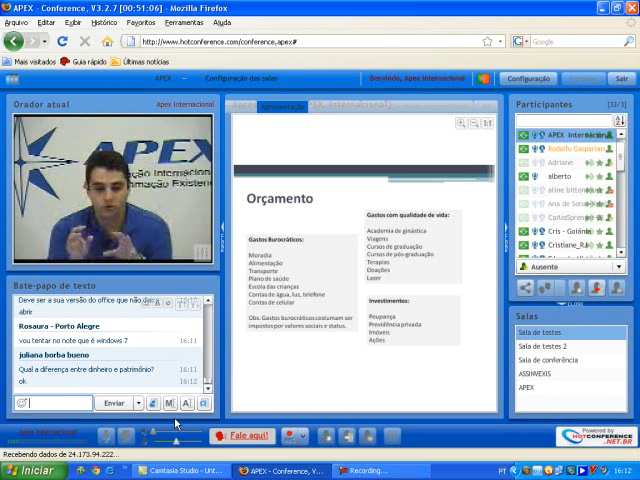 APEX - Conference, V3.2.7 [00:51:06] - Mozilla Firefox
Arquivo Editar Exibir Histórico Favoritos Ferramentas Ajuda
http://www.hotconference.com/conference,apex#
Google
Mais visitados Guia rápido Últimas notícias
APEX Configuração das salas Benvindo, Apex Internacional Configuração Sair
Orador atual Apex Internacional
APEX
Apresentação
Orçamento
Gastos Burocráticos:
Moradia
Alimentação
Transporte
Plano de saúde
Escola das crianças
Contas de água, luz, telefone
Contas de celular
Obs. Gastos burocráticos costumam ser
impostos por valores sociais e status.
Gastos com qualidade de vida:
Academia de ginástica
Viagens
Cursos de graduação
Cursos de pós-graduação
Terapias
Doações
Lazer
Investimentos:
Poupança
Previdência privada
Imóveis
Ações
Participantes [33/3]
APEX
Rodolfo Gasparian
Adriane
alberto
aline bitten
Ana de Sena
CarlosSpren
Cris - Goiânia
Cristiane_RJ
Ausente
CLOSE
Salas
Sala de testes
Sala de testes 2
Sala de conferência
ASSINVEXIS
APEX
Bate-papo de texto
Deve ser a sua versão do office que não
abrir
Rosaura - Porto Alegre
vou tentar no note que é windows 7 16:11
juliana borba bueno
Qual a diferença entre dinheiro e patrimônio? 16:11
ok 16:12
Enviar
Apex Internacional
Fale aqui!
Powered by
HOTCONFERENCE
.NET.BR
Recebendo dados de 24.173.94.222...
Iniciar Camtasia Studio - Unt... APEX - Conference, V... Recording... PT 16:12